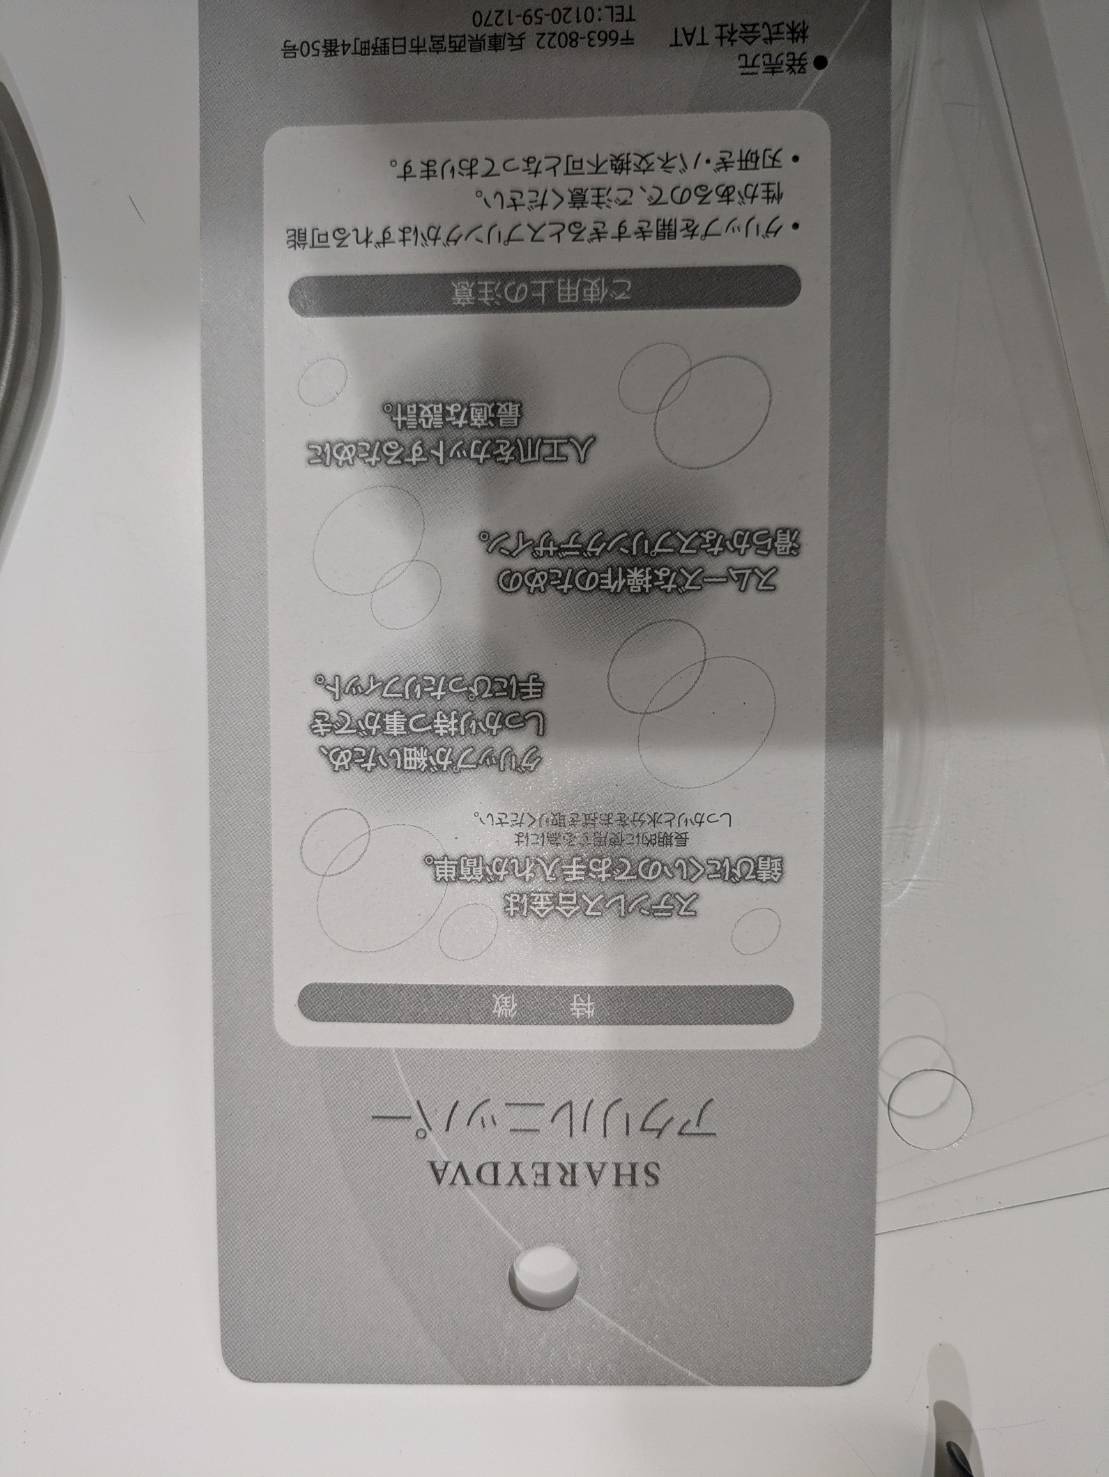 SHAREYDVA
アクリルニッパー
特　徴
ステンレス合金は
錆びにくいのでお手入れが簡単。
長期的に使用する為には
しっかりと水分をお拭き取りください。
グリップが細いため、
しっかり持つ事ができ
手にぴったりフィット。
スムーズな操作のための
滑らかなスプリングデザイン。
人工爪をカットするために
最適な設計。
ご使用上の注意
・グリップを開きすぎるとスプリングがはずれる可能
性があるので、ご注意ください。
・刃研ぎ・バネ交換不可となっております。
●発売元
株式会社 TAT 〒663-8022 兵庫県西宮市日野町4番50号
TEL:0120-59-1270